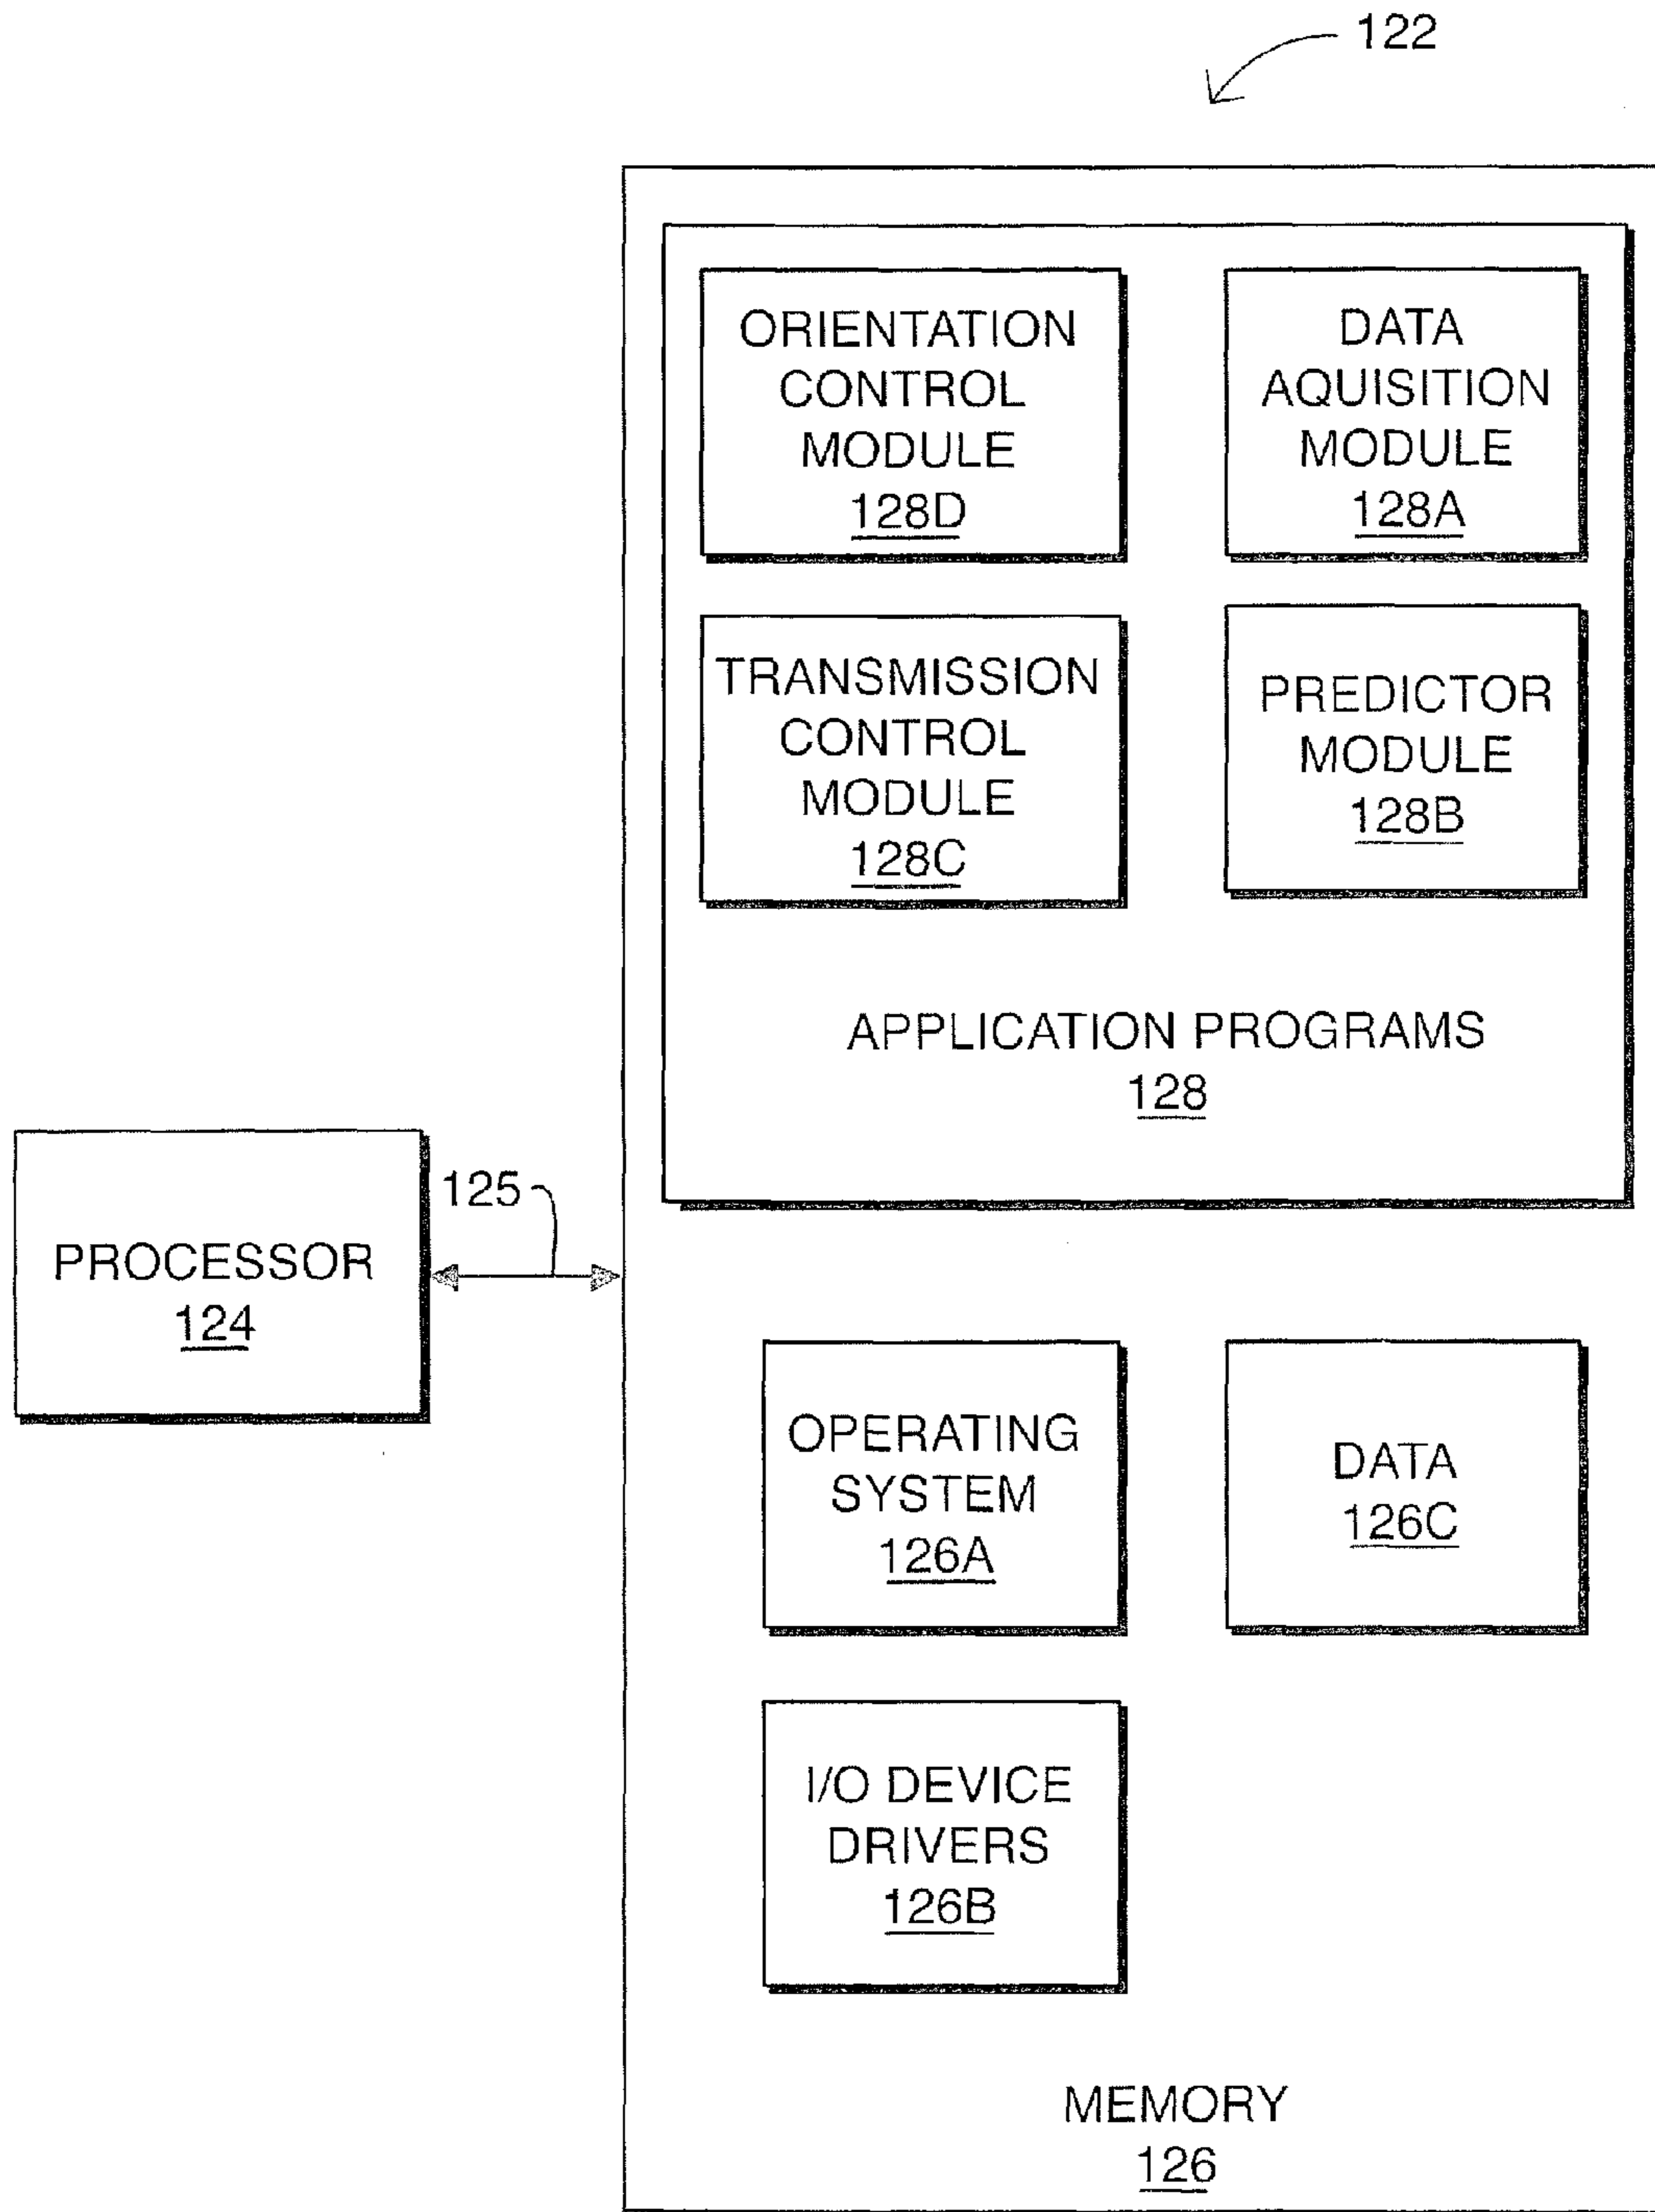 122
ORIENTATION
CONTROL
MODULE
128D
DATA
AQUISITION
MODULE
128A
TRANSMISSION
CONTROL
MODULE
128C
PREDICTOR
MODULE
128B
APPLICATION PROGRAMS
128
125
PROCESSOR
124
OPERATING
SYSTEM
126A
DATA
126C
I/O DEVICE
DRIVERS
126B
MEMORY
126